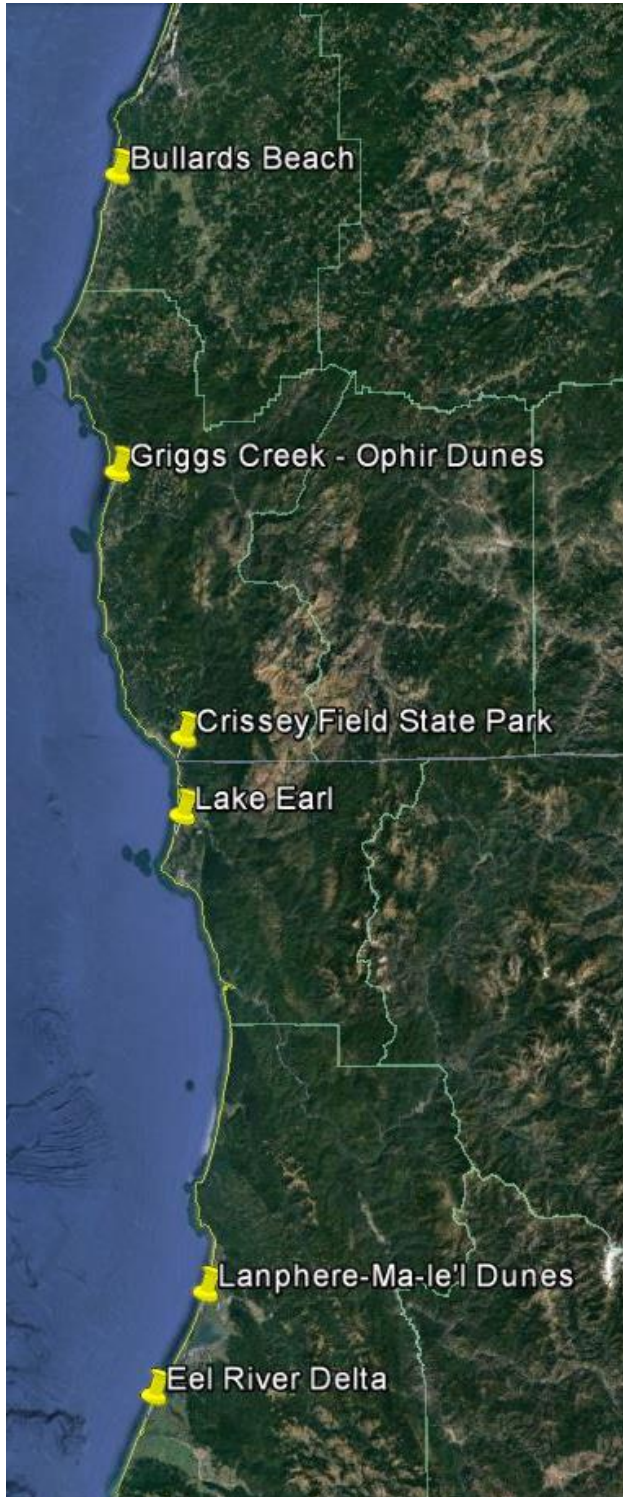 Bullards Beach
Griggs Creek - Ophir Dunes
Crissey Field State Park
Lake Earl
Lanphere-Ma-le'l Dunes
Eel River Delta